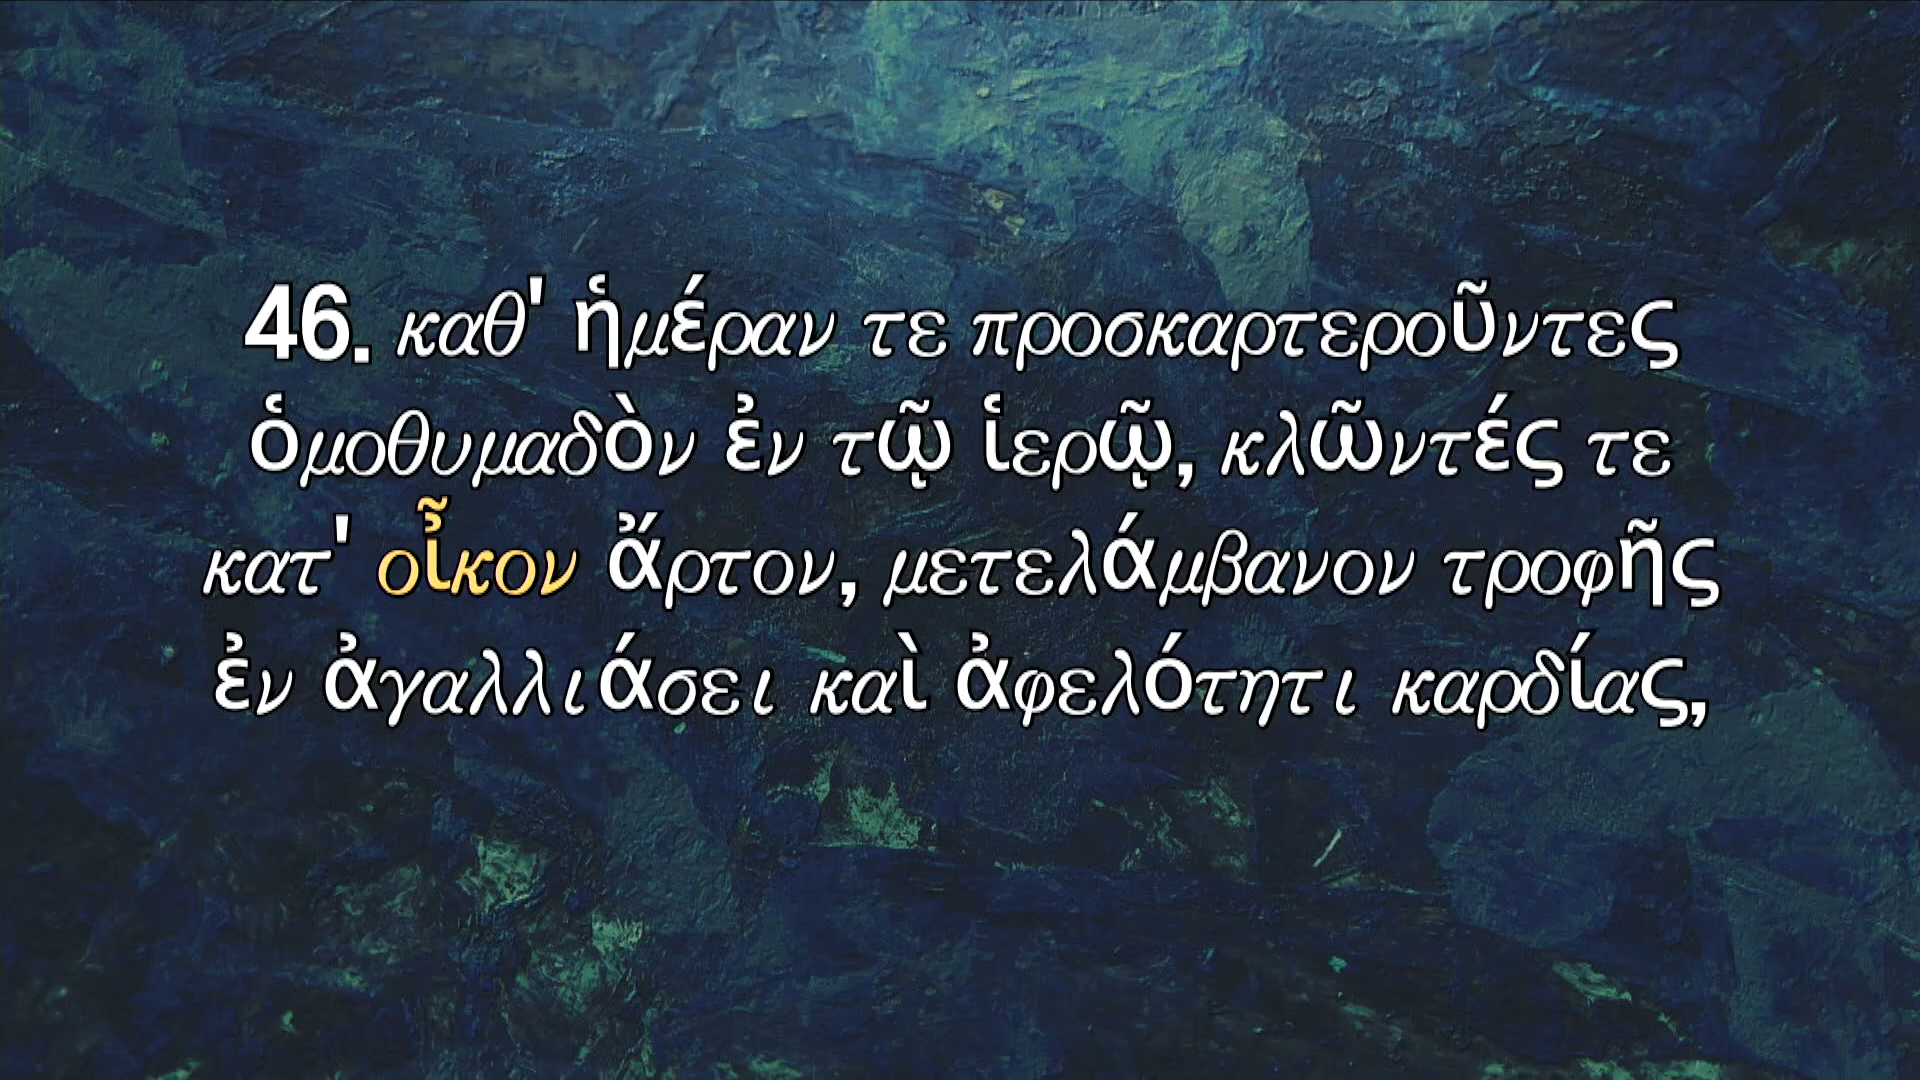 46. καθ' ἡμέραν τε προσκαρτεροῦντες
ὁμοθυμαδὸν ἐν τῷ ἱερῷ, κλῶντές τε
κατ' οἶκον ἄρτον, μετελάμβανον τροφῆς
ἐν ἀγαλλιάσει καὶ ἀφελότητι καρδίας,